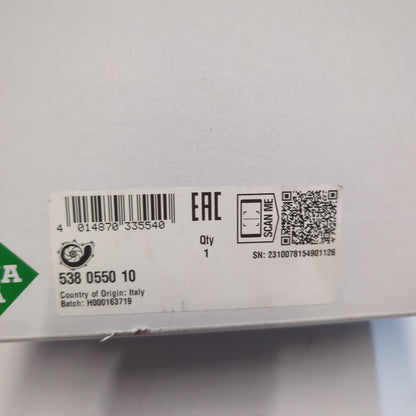 4 014870 335540
EAC
SCAN ME
Qty
1
SN: 2310078154901126
538 0550 10
Country of Origin: Italy
Batch: H000163719
A
A